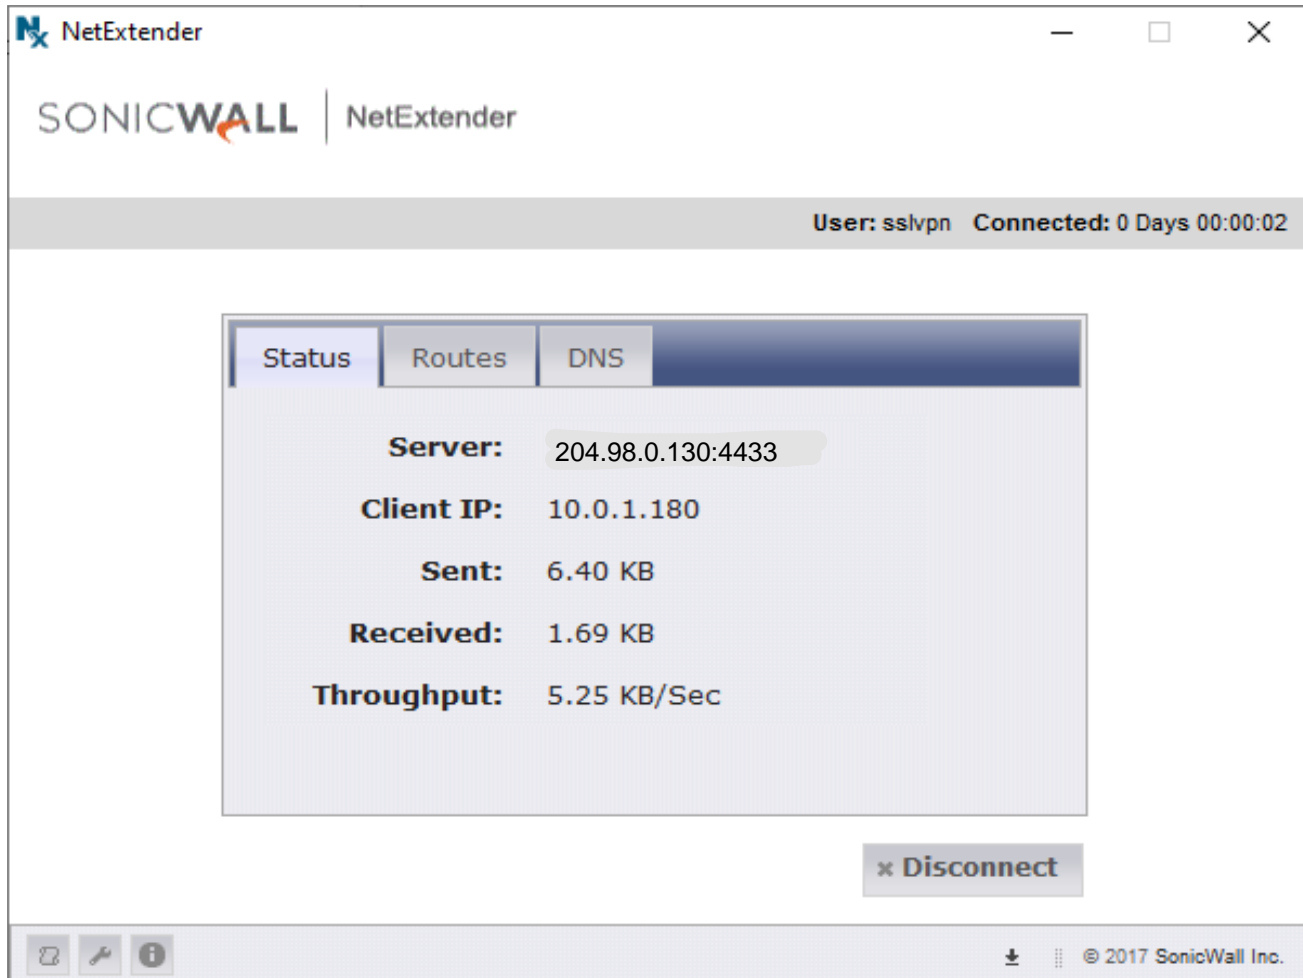 NetExtender
SONICWALL | NetExtender
User: sslvpn Connected: 0 Days 00:00:02
Status Routes DNS
Server: 204.98.0.130:4433
Client IP: 10.0.1.180
Sent: 6.40 KB
Received: 1.69 KB
Throughput: 5.25 KB/Sec
Disconnect
© 2017 SonicWall Inc.